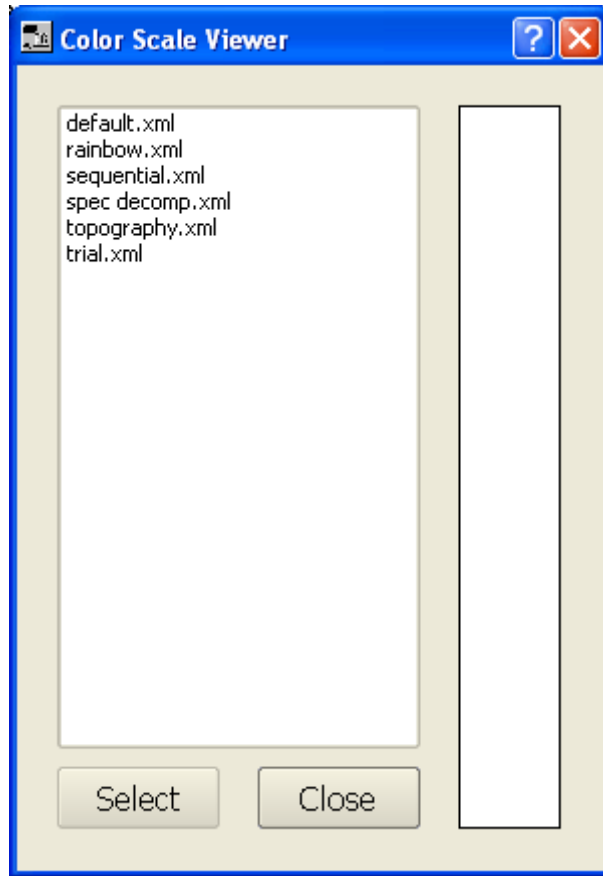 Color Scale Viewer
default.xml
rainbow.xml
sequential.xml
spec decomp.xml
topography.xml
trial.xml
Select
Close